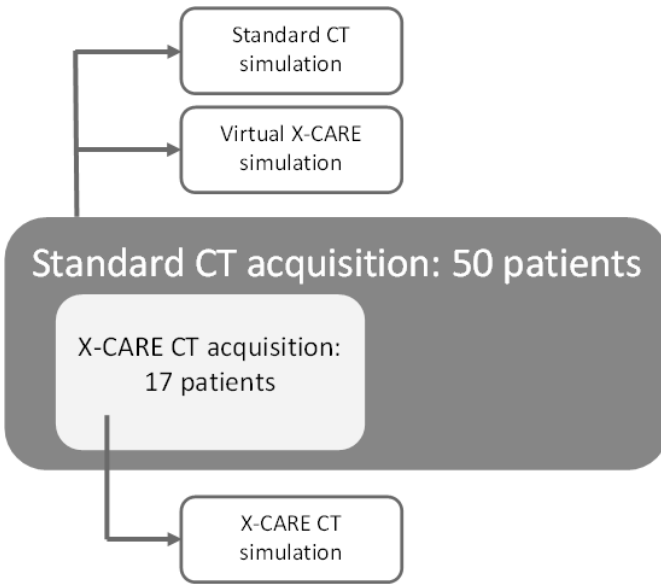 Standard CT
simulation
Virtual X-CARE
simulation
Standard CT acquisition: 50 patients
X-CARE CT acquisition:
17 patients
X-CARE CT
simulation